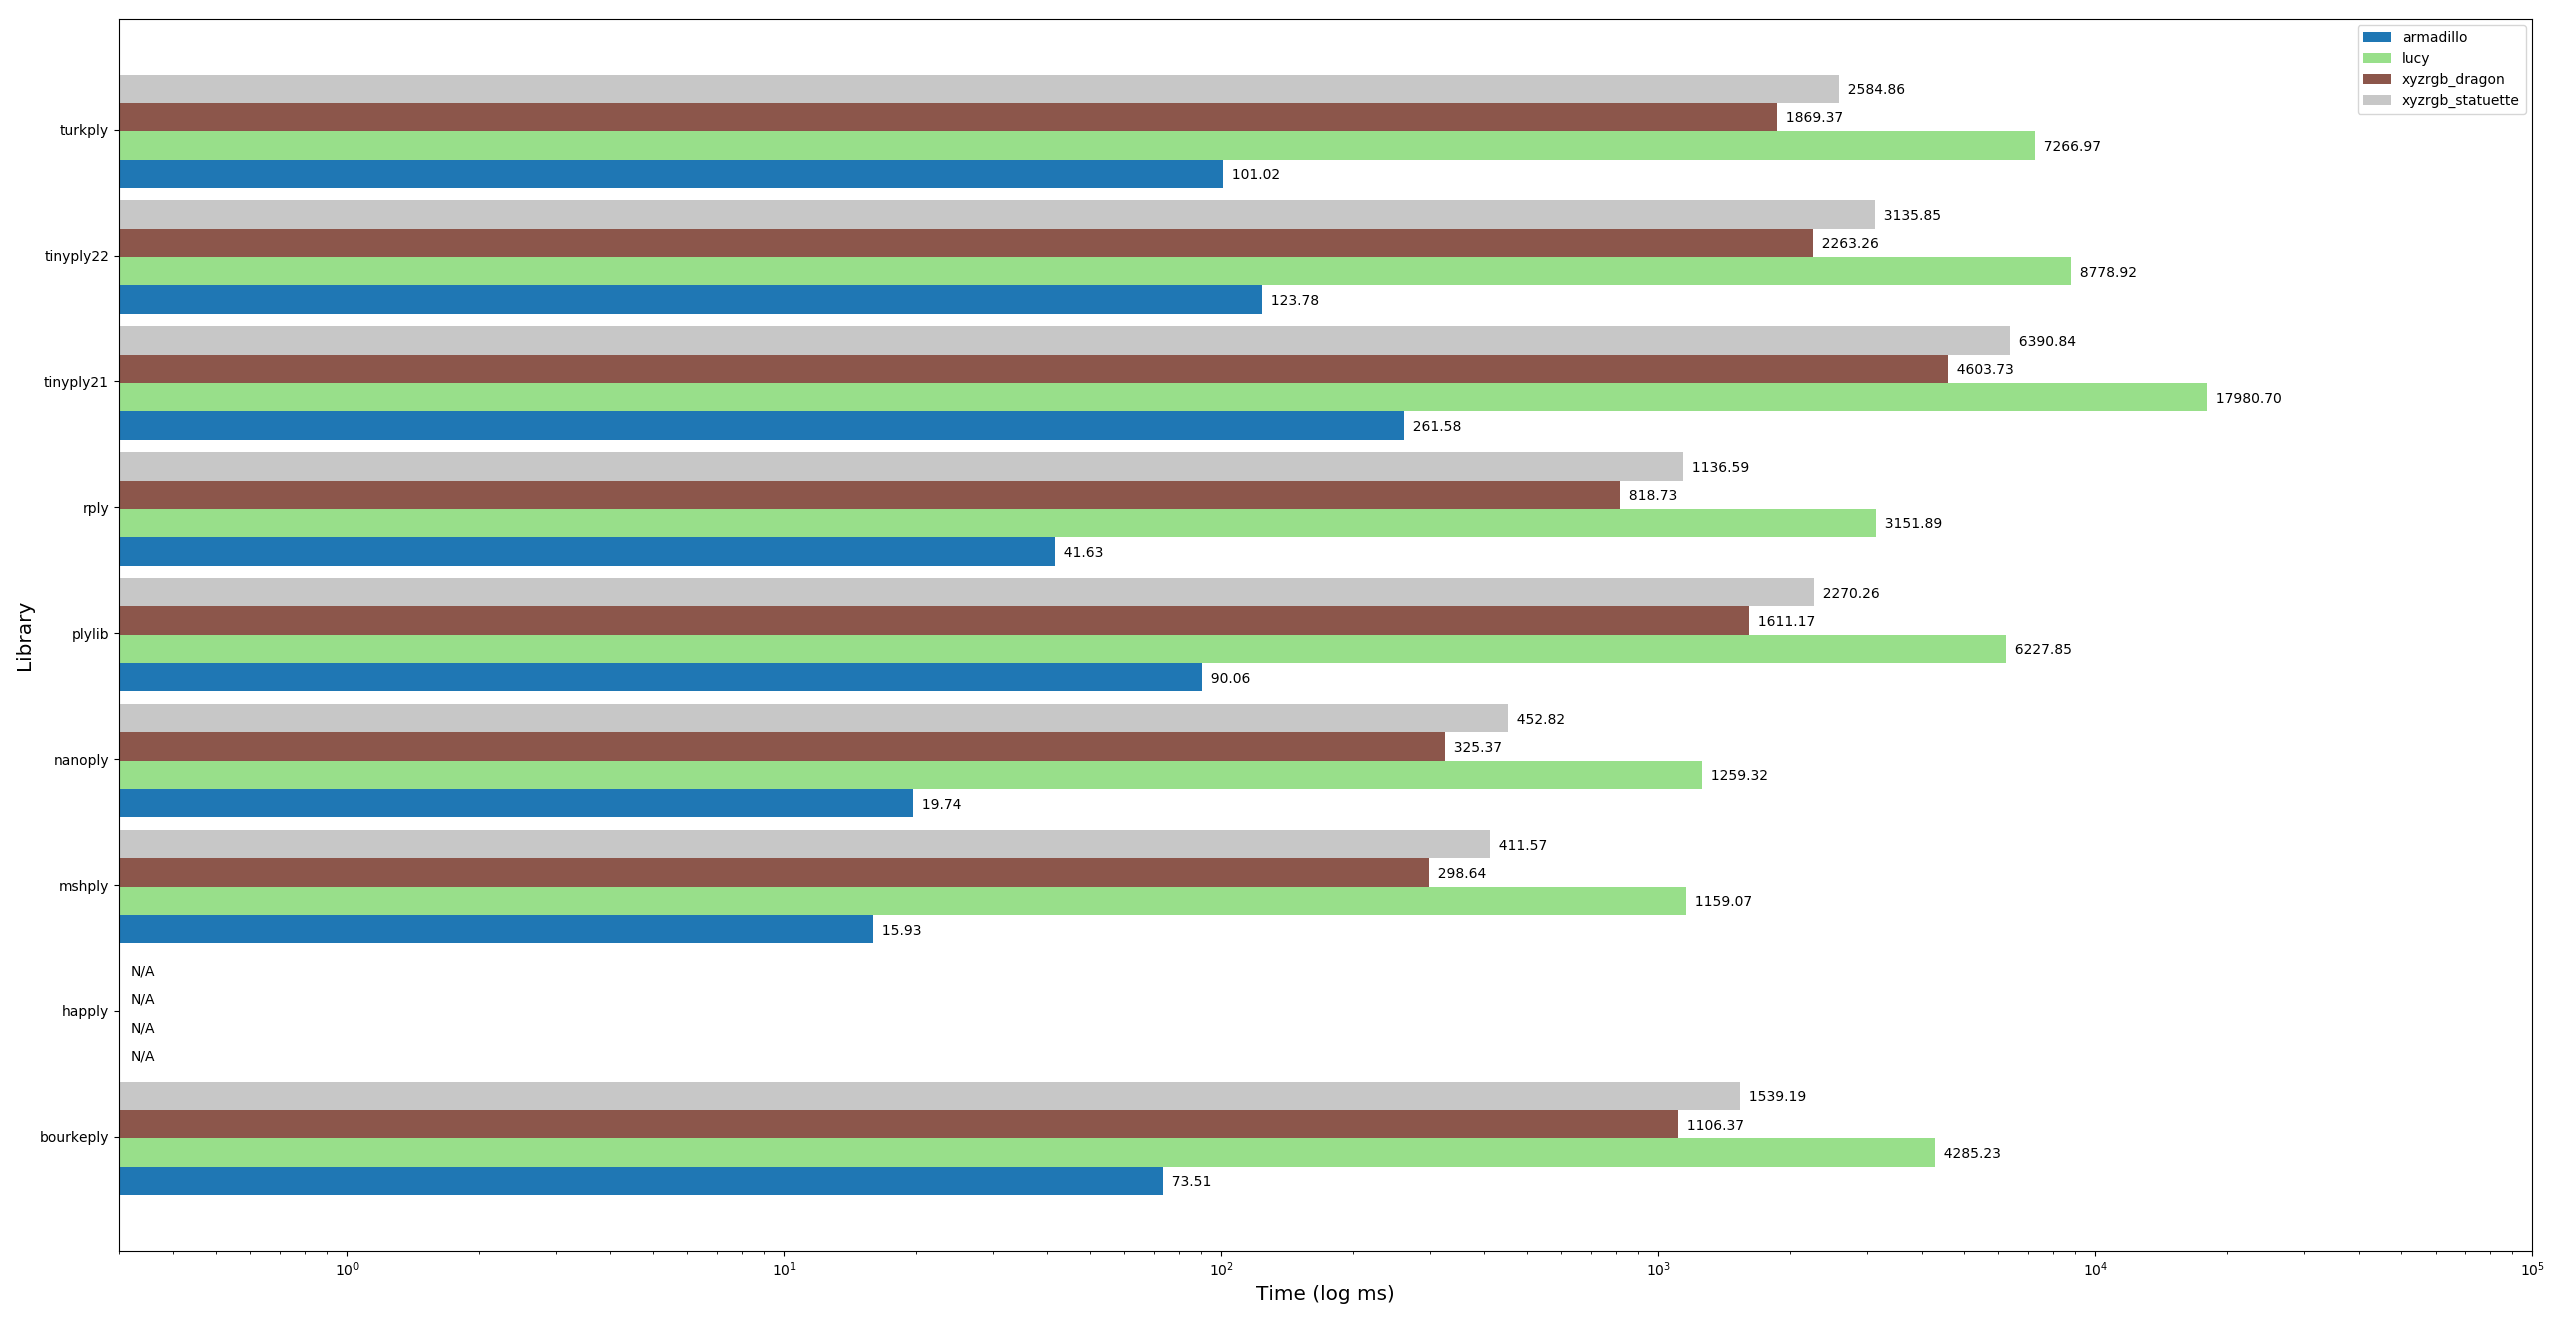 armadillo
lucy
xyzrgb_dragon
xyzrgb_statuette
Library
turkply
2584.86
1869.37
7266.97
101.02
tinyply22
3135.85
2263.26
8778.92
123.78
tinyply21
6390.84
4603.73
17980.70
261.58
rply
1136.59
818.73
3151.89
41.63
plylib
2270.26
1611.17
6227.85
90.06
nanoply
452.82
325.37
1259.32
19.74
mshply
411.57
298.64
1159.07
15.93
happly
N/A
N/A
N/A
N/A
bourkeply
1539.19
1106.37
4285.23
73.51
10⁰ 10¹ 10² 10³ 10⁴ 10⁵
Time (log ms)